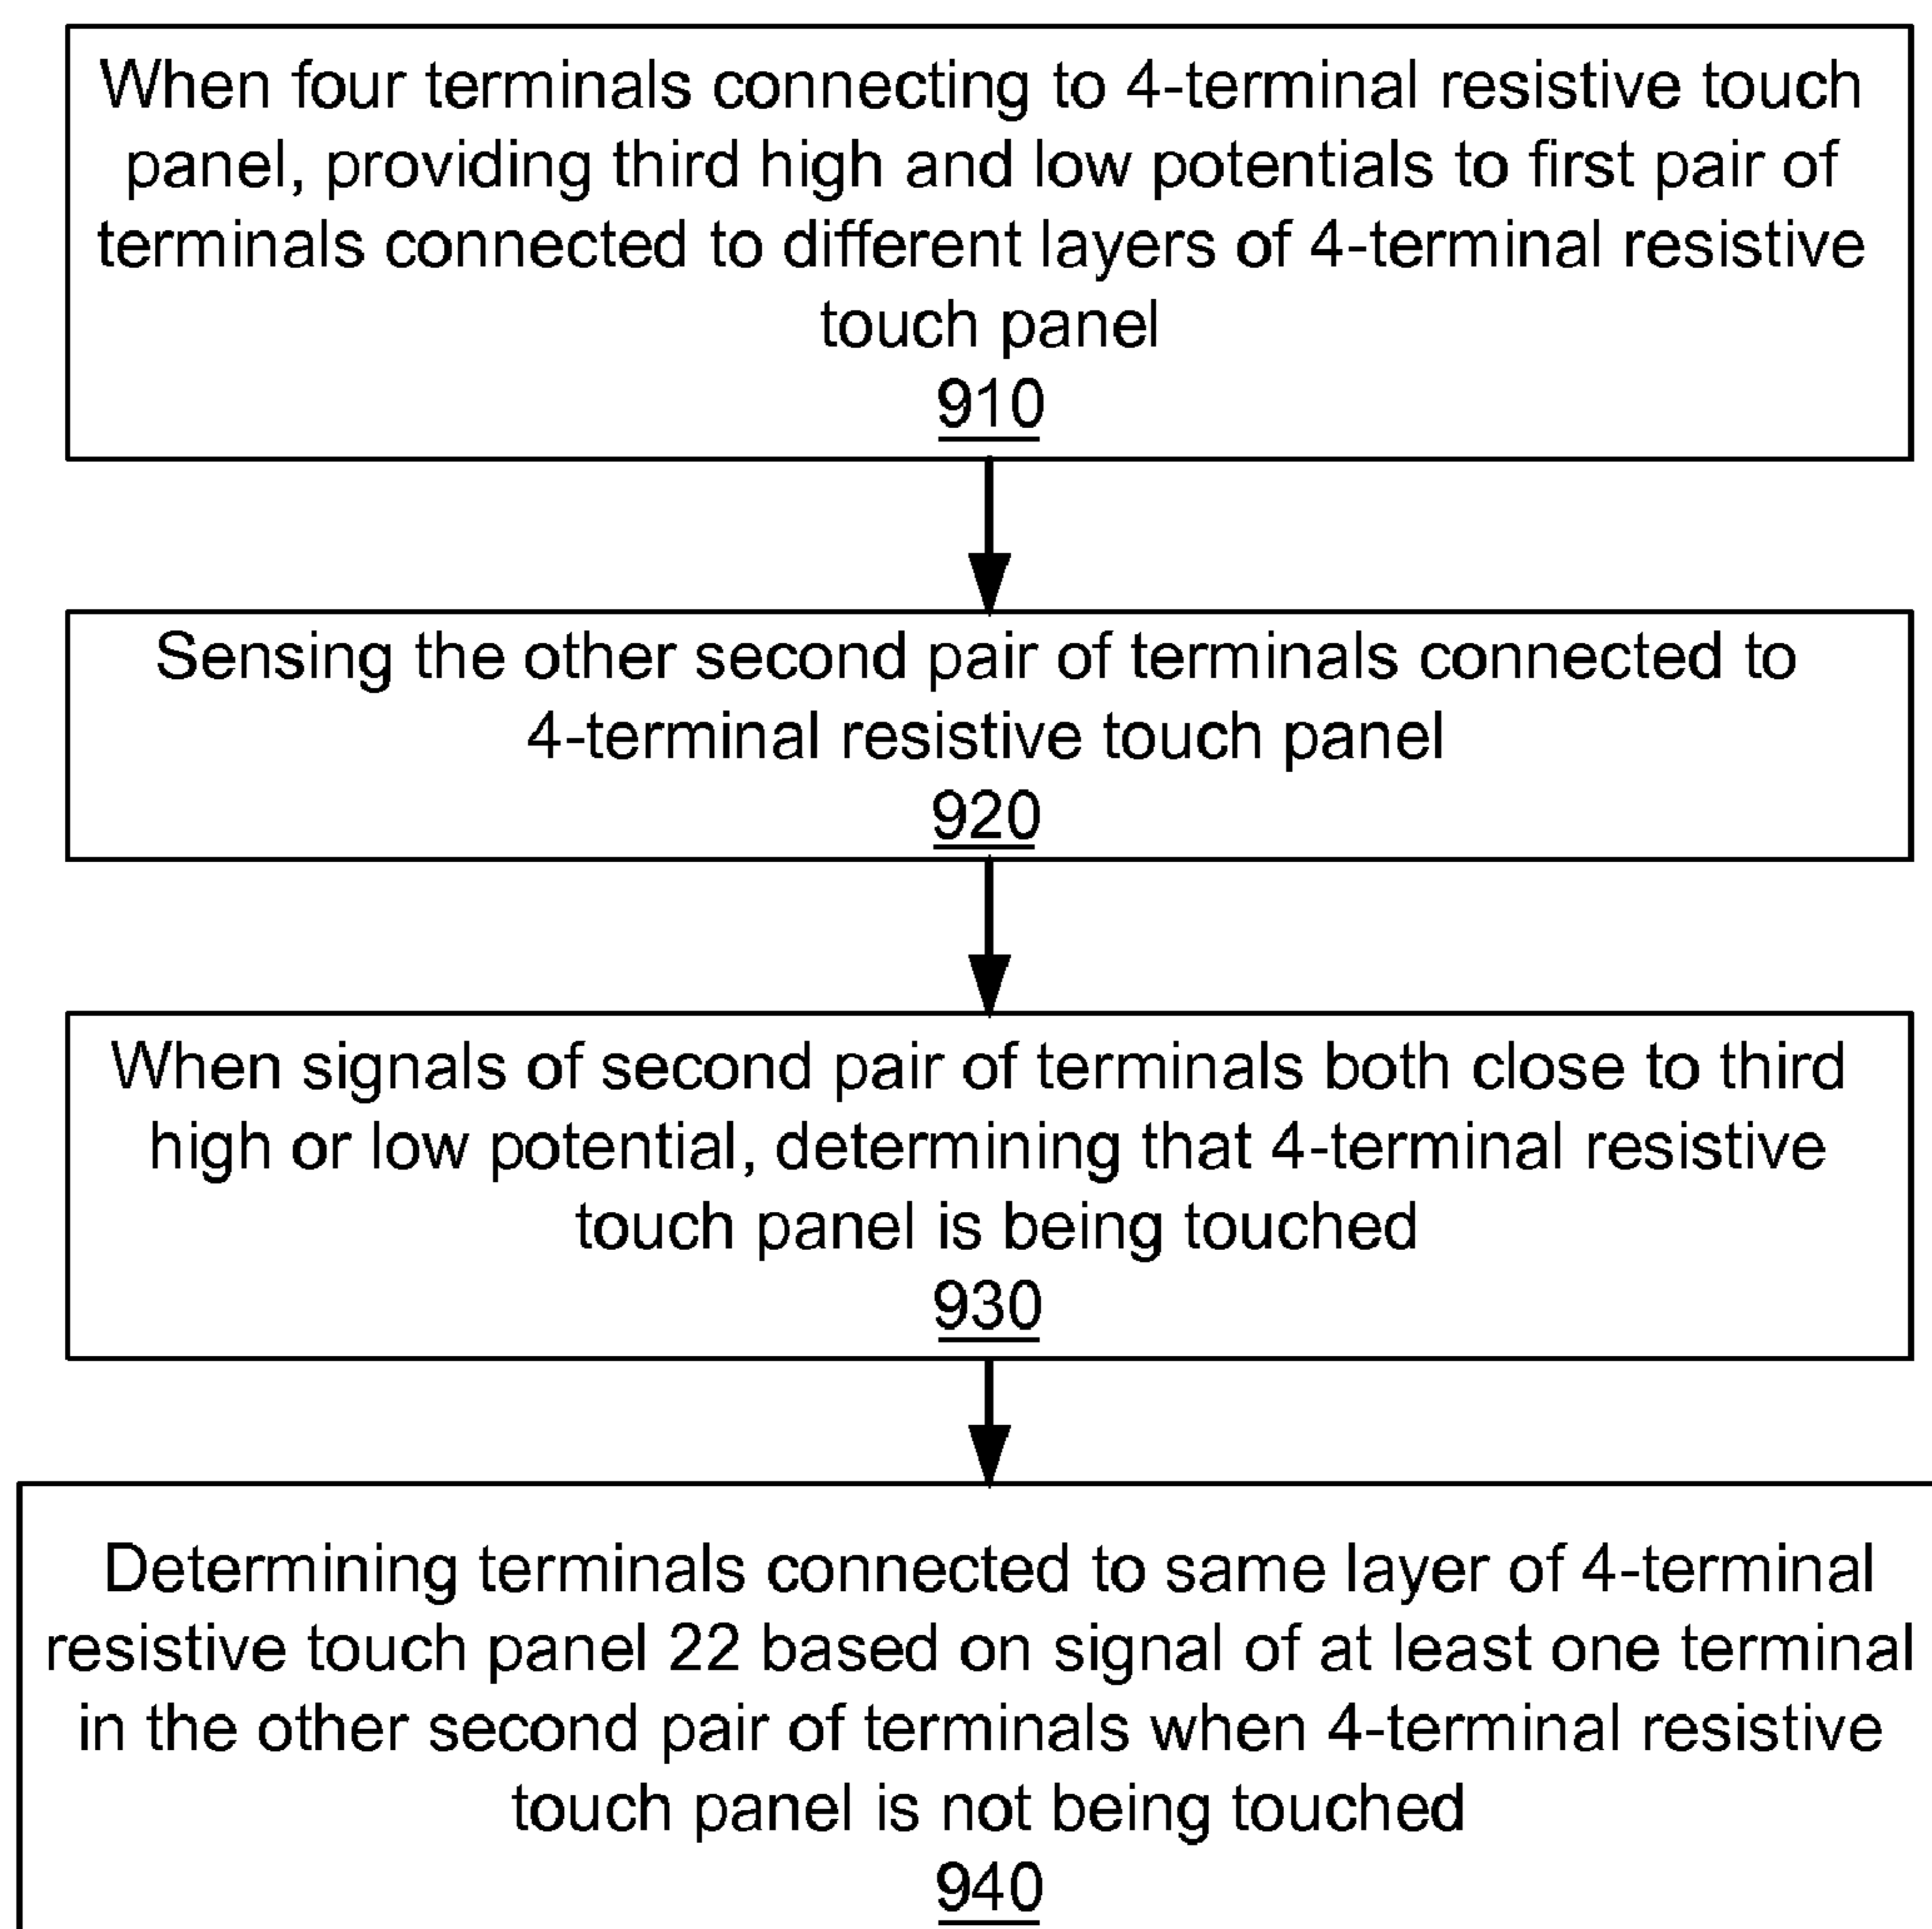 When four terminals connecting to 4-terminal resistive touch
panel, providing third high and low potentials to first pair of
terminals connected to different layers of 4-terminal resistive
touch panel
910
Sensing the other second pair of terminals connected to
4-terminal resistive touch panel
920
When signals of second pair of terminals both close to third
high or low potential, determining that 4-terminal resistive
touch panel is being touched
930
Determining terminals connected to same layer of 4-terminal
resistive touch panel 22 based on signal of at least one terminal
in the other second pair of terminals when 4-terminal resistive
touch panel is not being touched
940